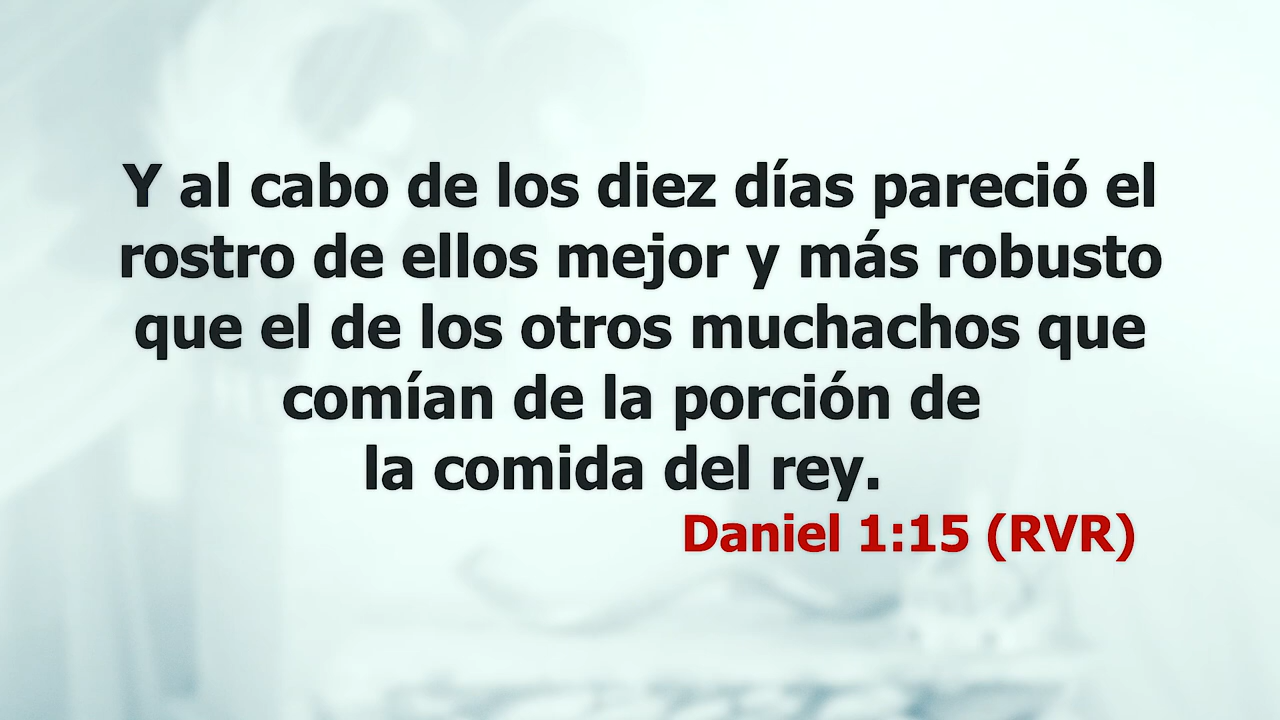 Y al cabo de los diez días pareció el
rostro de ellos mejor y más robusto
que el de los otros muchachos que
comían de la porción de
la comida del rey.
Daniel 1:15 (RVR)